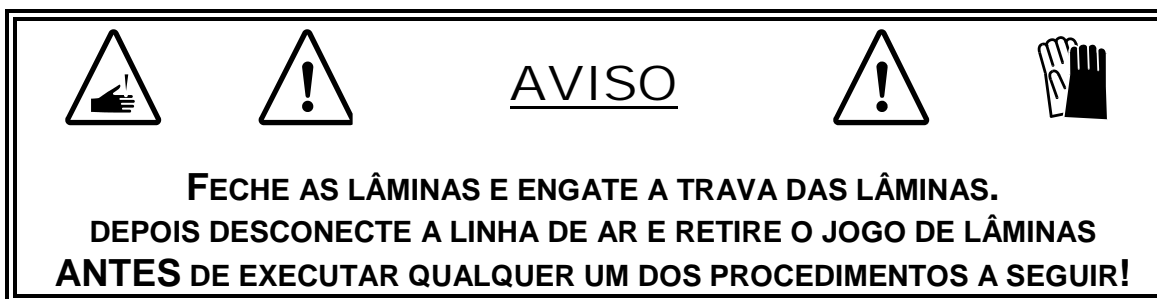 AVISO
FECHE AS LÂMINAS E ENGATE A TRAVA DAS LÂMINAS.
DEPOIS DESCONECTE A LINHA DE AR E RETIRE O JOGO DE LÂMINAS
ANTES DE EXECUTAR QUALQUER UM DOS PROCEDIMENTOS A SEGUIR!